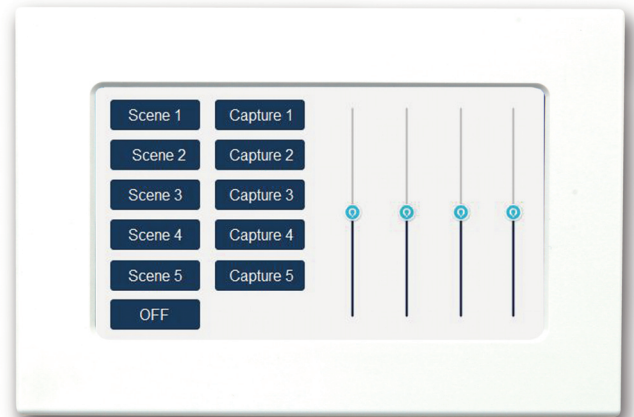 Scene 1 Capture 1
Scene 2 Capture 2
Scene 3 Capture 3
Scene 4 Capture 4
Scene 5 Capture 5
OFF